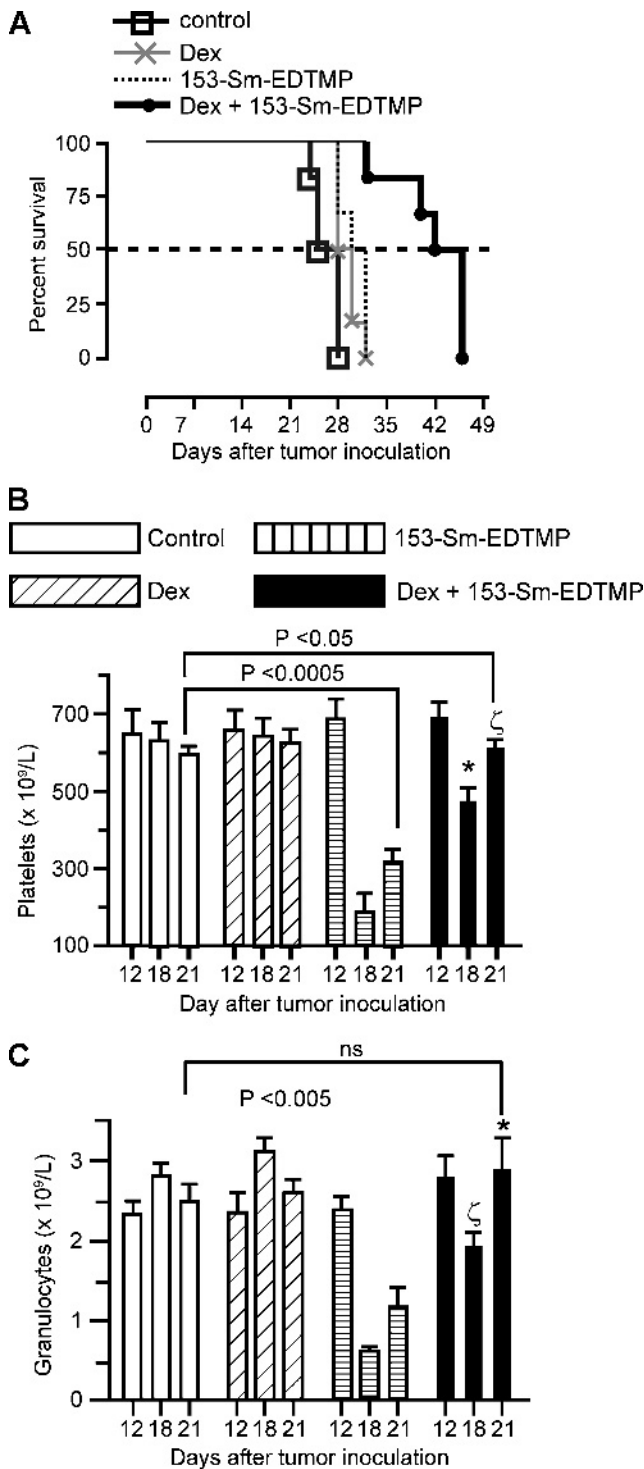 A
control
Dex
153-Sm-EDTMP
Dex + 153-Sm-EDTMP
Percent survival
100
75
50
25
0
0 7 14 21 28 35 42 49
Days after tumor inoculation
B
Control 153-Sm-EDTMP
Dex Dex + 153-Sm-EDTMP
P <0.05
P <0.0005
Platelets (x 10⁹/L)
700
500
300
100
* ζ
12 18 21 12 18 21 12 18 21 12 18 21
Day after tumor inoculation
C
ns
P <0.005
Granulocytes (x 10⁹/L)
3
2
1
0
ζ *
12 18 21 12 18 21 12 18 21 12 18 21
Days after tumor inoculation